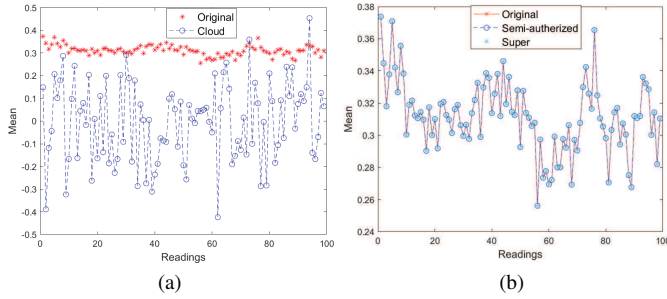 Original
Cloud
0.5
0.4
0.3
0.2
0.1
0
-0.1
-0.2
-0.3
-0.4
-0.5
Mean
0 20 40 60 80 100
Readings
(a)
Original
Semi-autherized
Super
0.38
0.36
0.34
0.32
0.3
0.28
0.26
0.24
Mean
0 20 40 60 80 100
Readings
(b)